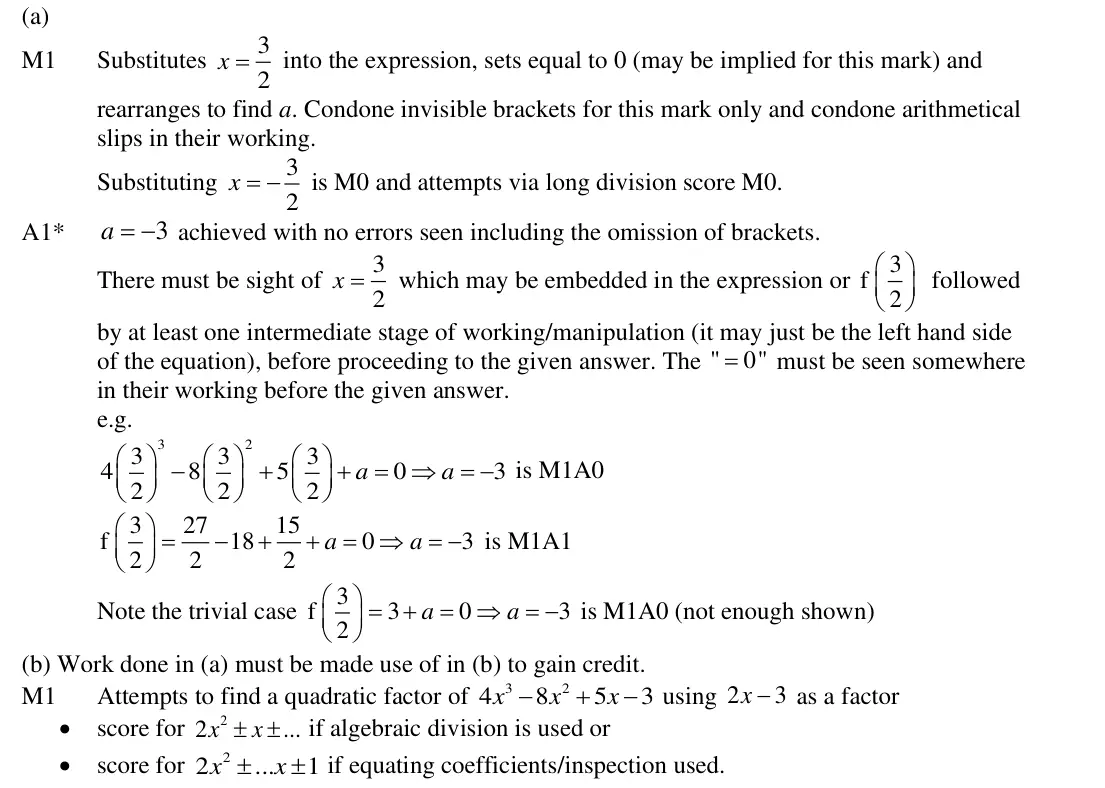 (a)
M1 Substitutes x = 3/2 into the expression, sets equal to 0 (may be implied for this mark) and
rearranges to find a. Condone invisible brackets for this mark only and condone arithmetical
slips in their working.
Substituting x = −3/2 is M0 and attempts via long division score M0.
A1* a = −3 achieved with no errors seen including the omission of brackets.
There must be sight of x = 3/2 which may be embedded in the expression or f(3/2) followed
by at least one intermediate stage of working/manipulation (it may just be the left hand side
of the equation), before proceeding to the given answer. The "= 0" must be seen somewhere
in their working before the given answer.
e.g.
4(3/2)³ − 8(3/2)² + 5(3/2) + a = 0 ⇒ a = −3 is M1A0
f(3/2) = 27/2 − 18 + 15/2 + a = 0 ⇒ a = −3 is M1A1
Note the trivial case f(3/2) = 3 + a = 0 ⇒ a = −3 is M1A0 (not enough shown)
(b) Work done in (a) must be made use of in (b) to gain credit.
M1 Attempts to find a quadratic factor of 4x³ − 8x² + 5x − 3 using 2x − 3 as a factor
• score for 2x² ± x ± ... if algebraic division is used or
• score for 2x² ± ...x ± 1 if equating coefficients/inspection used.